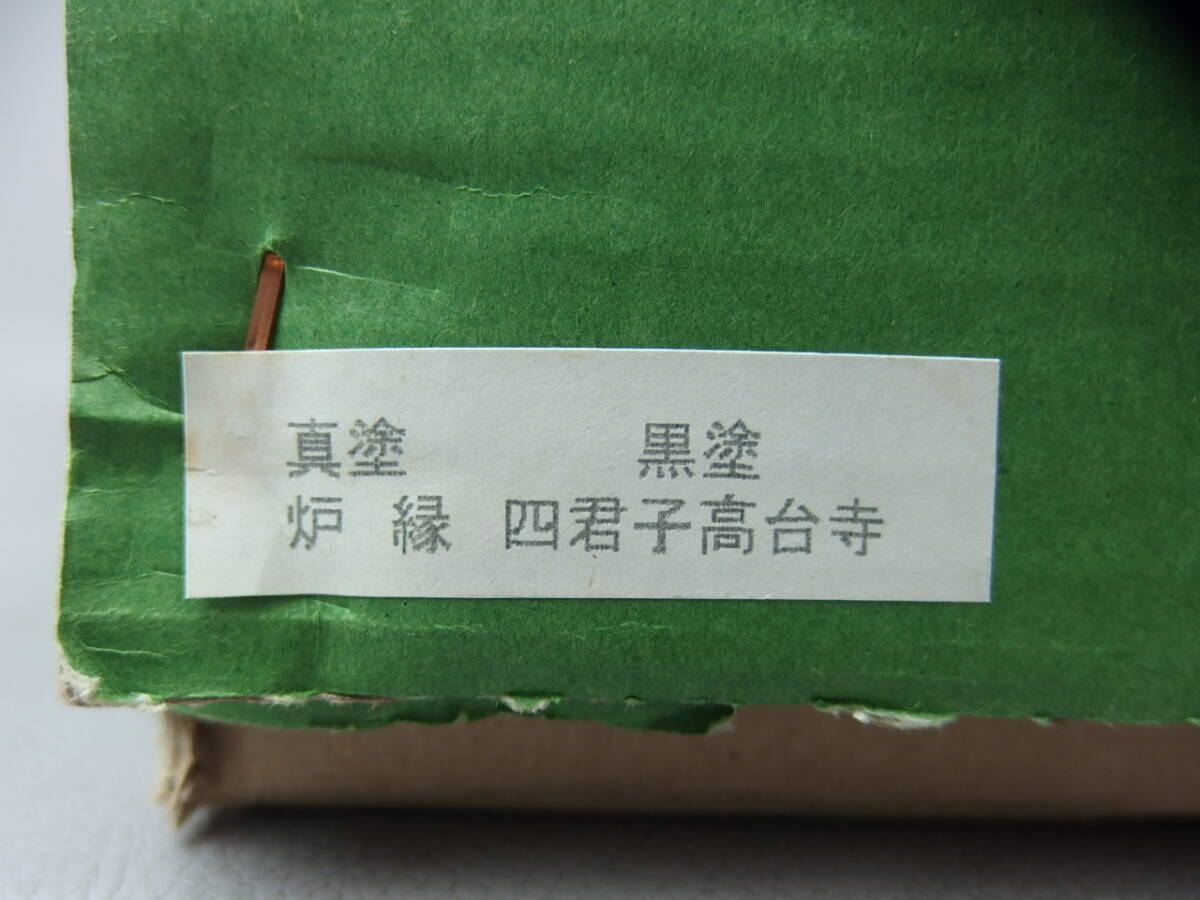 真塗　　　　黒塗
炉　縁　四君子高台寺